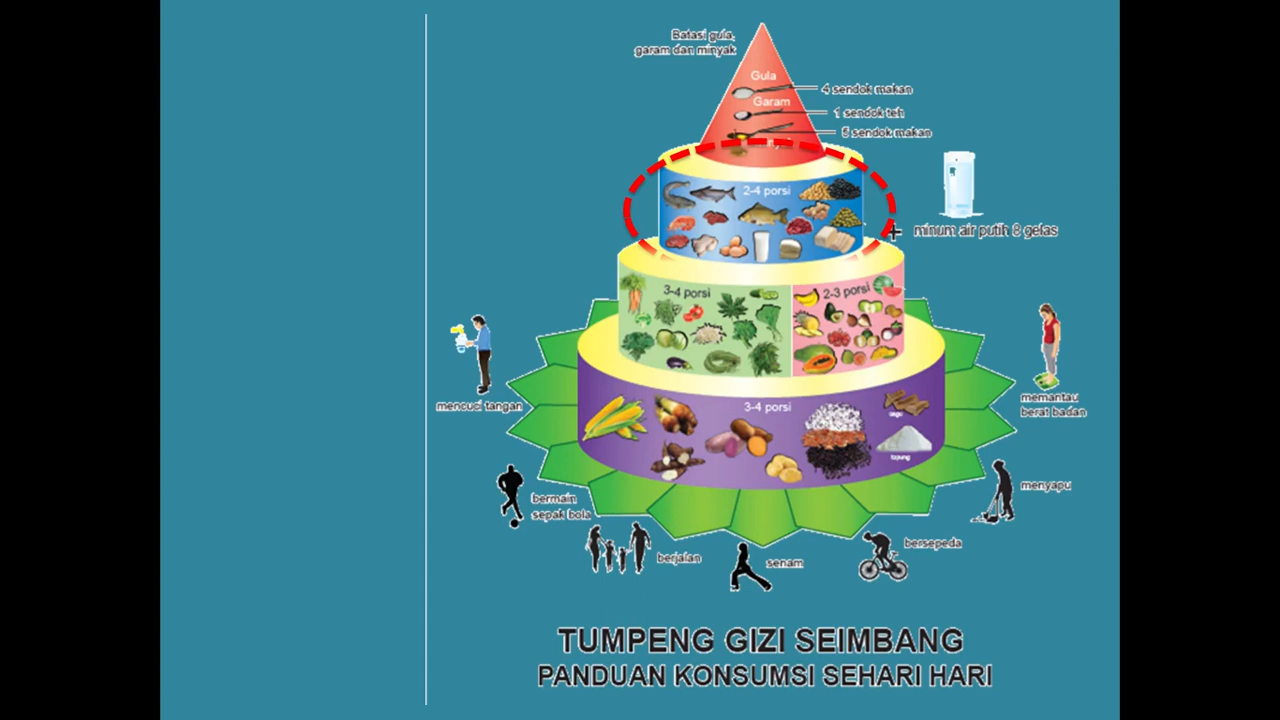 Batasi gula,
garam dan minyak
Gula
4 sendok makan
Garam
1 sendok teh
5 sendok makan
2-4 porsi
+ minum air putih 8 gelas
3-4 porsi
2-3 porsi
mencuci tangan
memantau
berat badan
3-4 porsi
sagu
tepung
bermain
sepak bola
menyapu
berjalan
senam
bersepeda
TUMPENG GIZI SEIMBANG
PANDUAN KONSUMSI SEHARI HARI